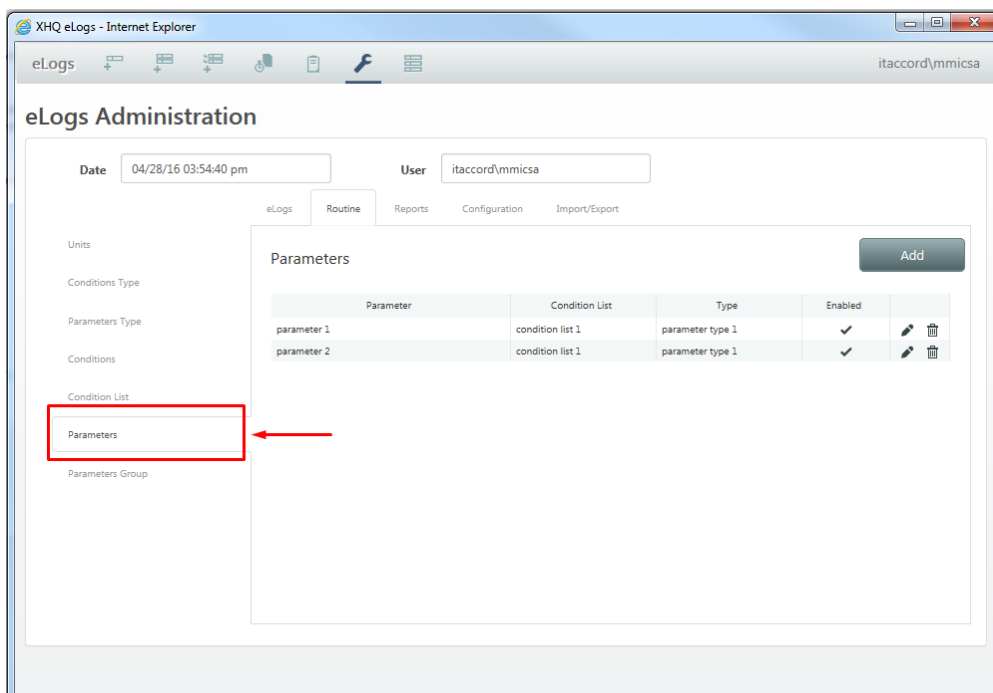 XHQ eLogs - Internet Explorer
eLogs itaccord\mmicsa
eLogs Administration
Date 04/28/16 03:54:40 pm User itaccord\mmicsa
eLogs Routine Reports Configuration Import/Export
Units
Conditions Type
Parameters Type
Conditions
Condition List
Parameters
Parameters Group
Parameters Add
Parameter Condition List Type Enabled
parameter 1 condition list 1 parameter type 1
parameter 2 condition list 1 parameter type 1